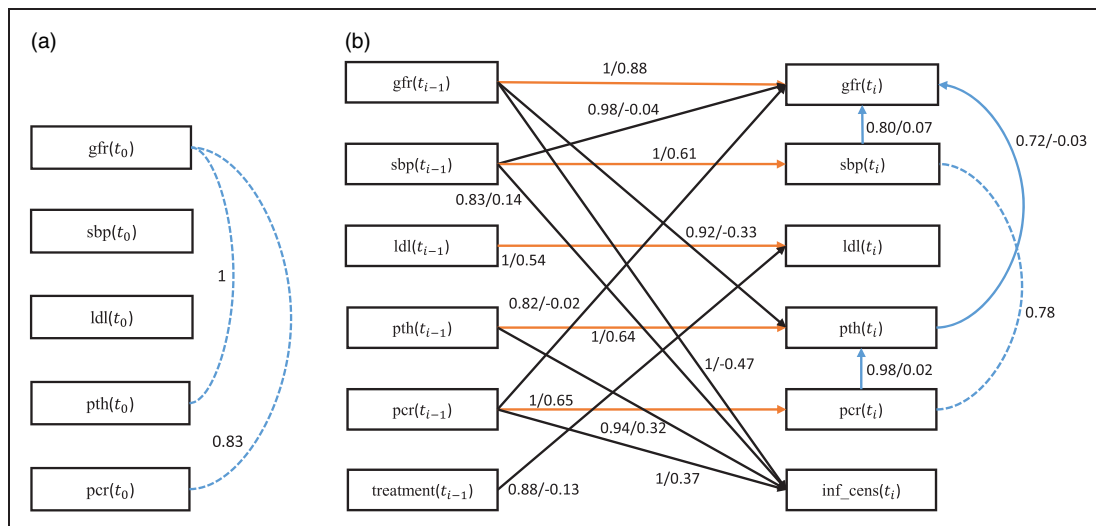 (a)
gfr(t₀)
sbp(t₀)
ldl(t₀)
pth(t₀)
pcr(t₀)
1
0.83
(b)
gfr(tᵢ₋₁)
sbp(tᵢ₋₁)
ldl(tᵢ₋₁)
pth(tᵢ₋₁)
pcr(tᵢ₋₁)
treatment(tᵢ₋₁)
1/0.88
0.98/-0.04
1/0.61
0.83/0.14
0.92/-0.33
1/0.54
0.82/-0.02
1/0.64
1/-0.47
1/0.65
0.94/0.32
1/0.37
0.88/-0.13
gfr(tᵢ)
0.80/0.07
sbp(tᵢ)
ldl(tᵢ)
pth(tᵢ)
0.98/0.02
pcr(tᵢ)
inf_cens(tᵢ)
0.72/-0.03
0.78